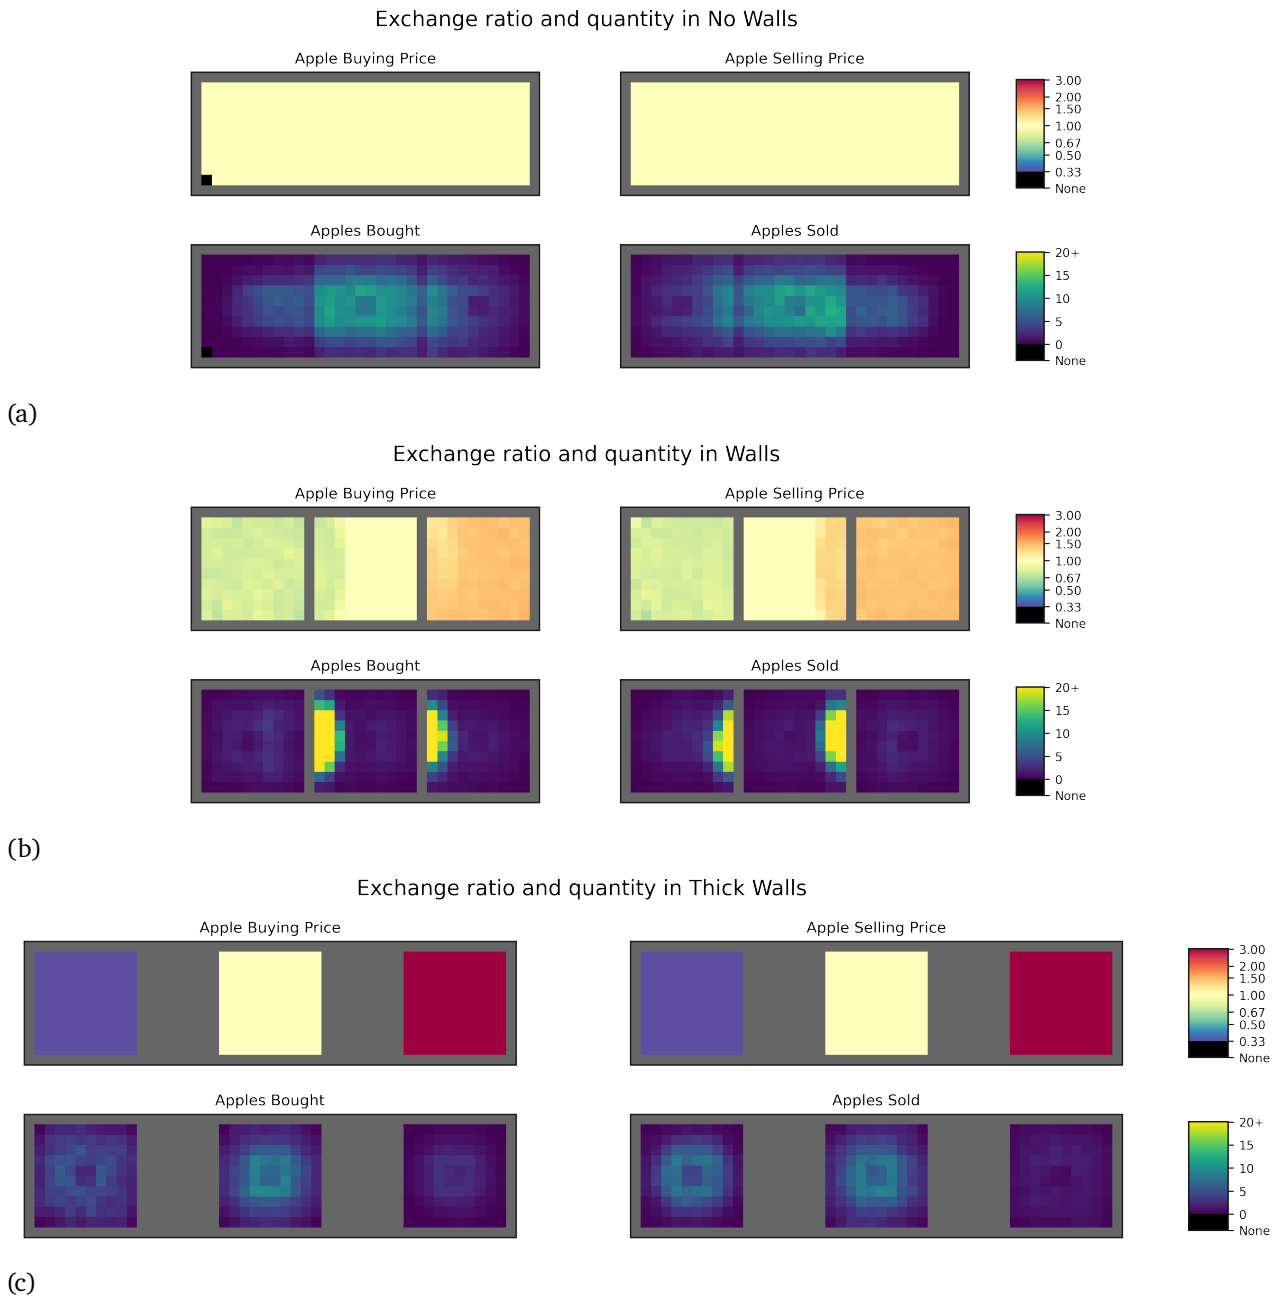 Exchange ratio and quantity in No Walls
Apple Buying Price
Apple Selling Price
3.00
2.00
1.50
1.00
0.67
0.50
0.33
None
Apples Bought
Apples Sold
20+
15
10
5
0
None
(a)
Exchange ratio and quantity in Walls
Apple Buying Price
Apple Selling Price
3.00
2.00
1.50
1.00
0.67
0.50
0.33
None
Apples Bought
Apples Sold
20+
15
10
5
0
None
(b)
Exchange ratio and quantity in Thick Walls
Apple Buying Price
Apple Selling Price
3.00
2.00
1.50
1.00
0.67
0.50
0.33
None
Apples Bought
Apples Sold
20+
15
10
5
0
None
(c)